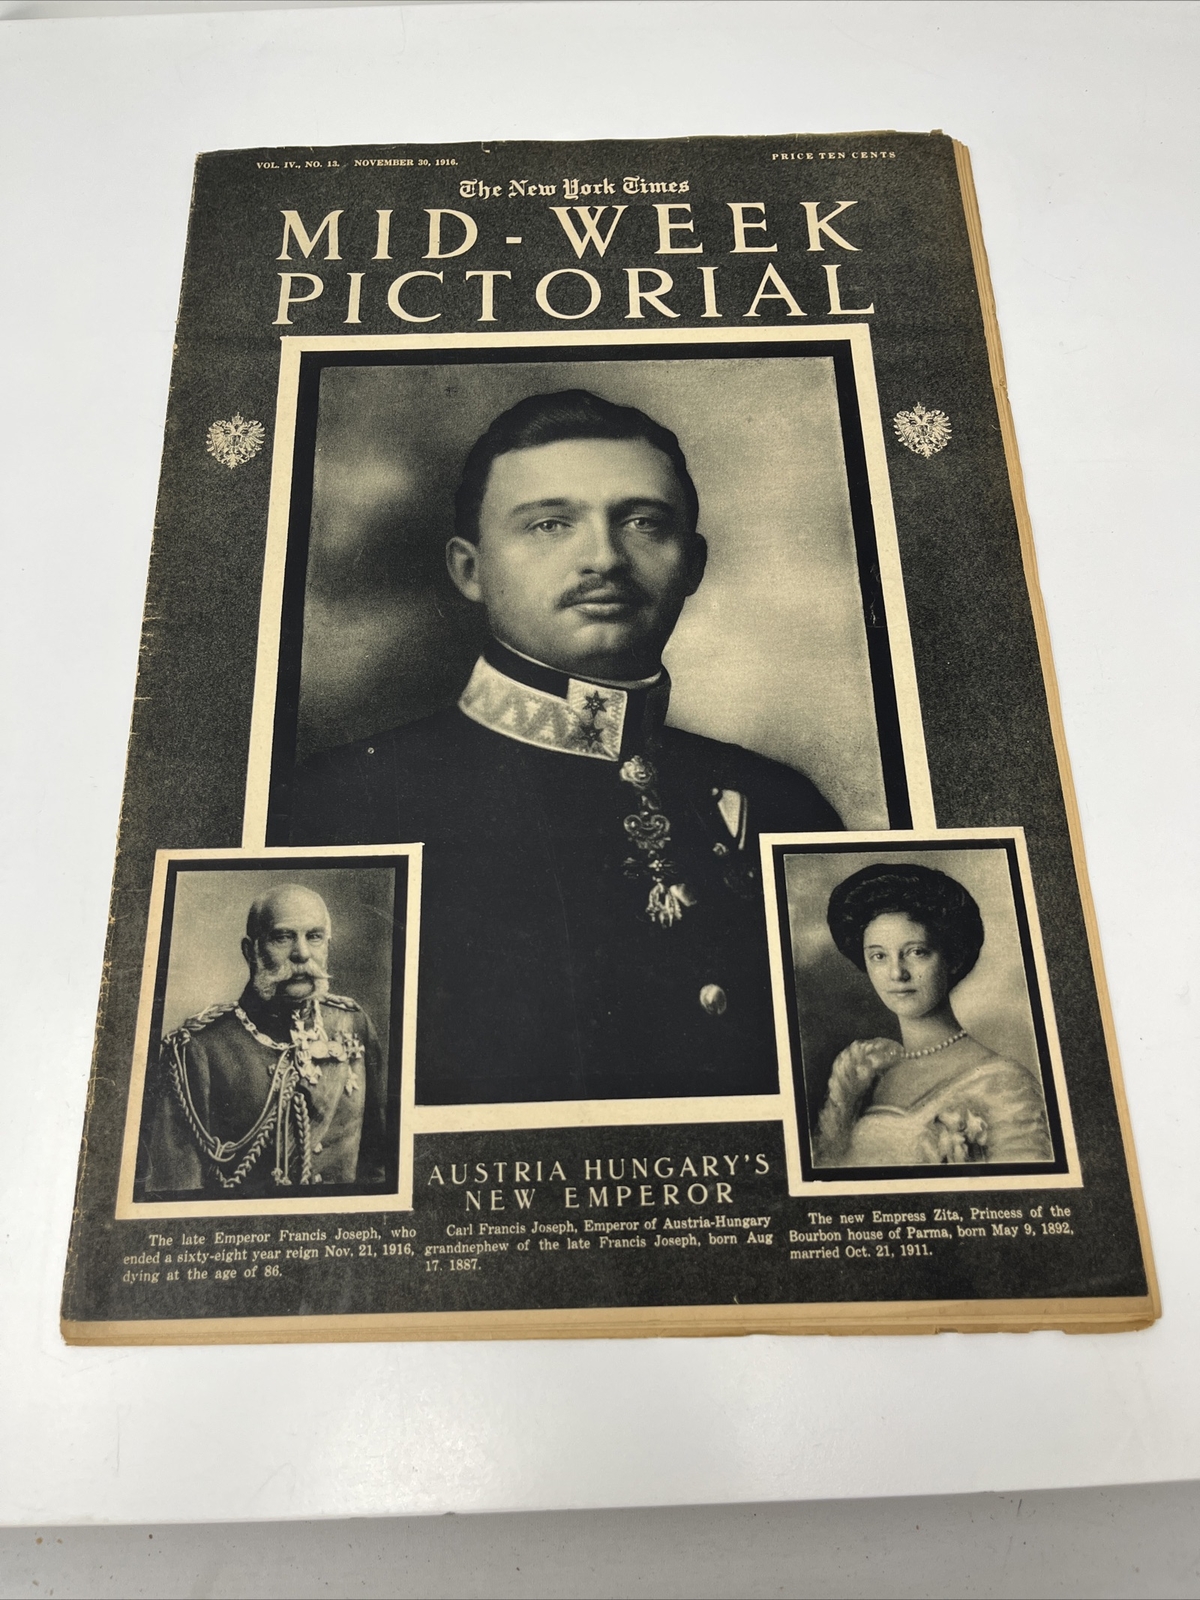 VOL. IV., NO. 13. NOVEMBER 30, 1916.
PRICE TEN CENTS
The New York Times
MID-WEEK
PICTORIAL
AUSTRIA HUNGARY'S
NEW EMPEROR
The late Emperor Francis Joseph, who
ended a sixty-eight year reign Nov. 21, 1916,
dying at the age of 86.
Carl Francis Joseph, Emperor of Austria-Hungary
grandnephew of the late Francis Joseph, born Aug
17. 1887.
The new Empress Zita, Princess of the
Bourbon house of Parma, born May 9, 1892,
married Oct. 21, 1911.